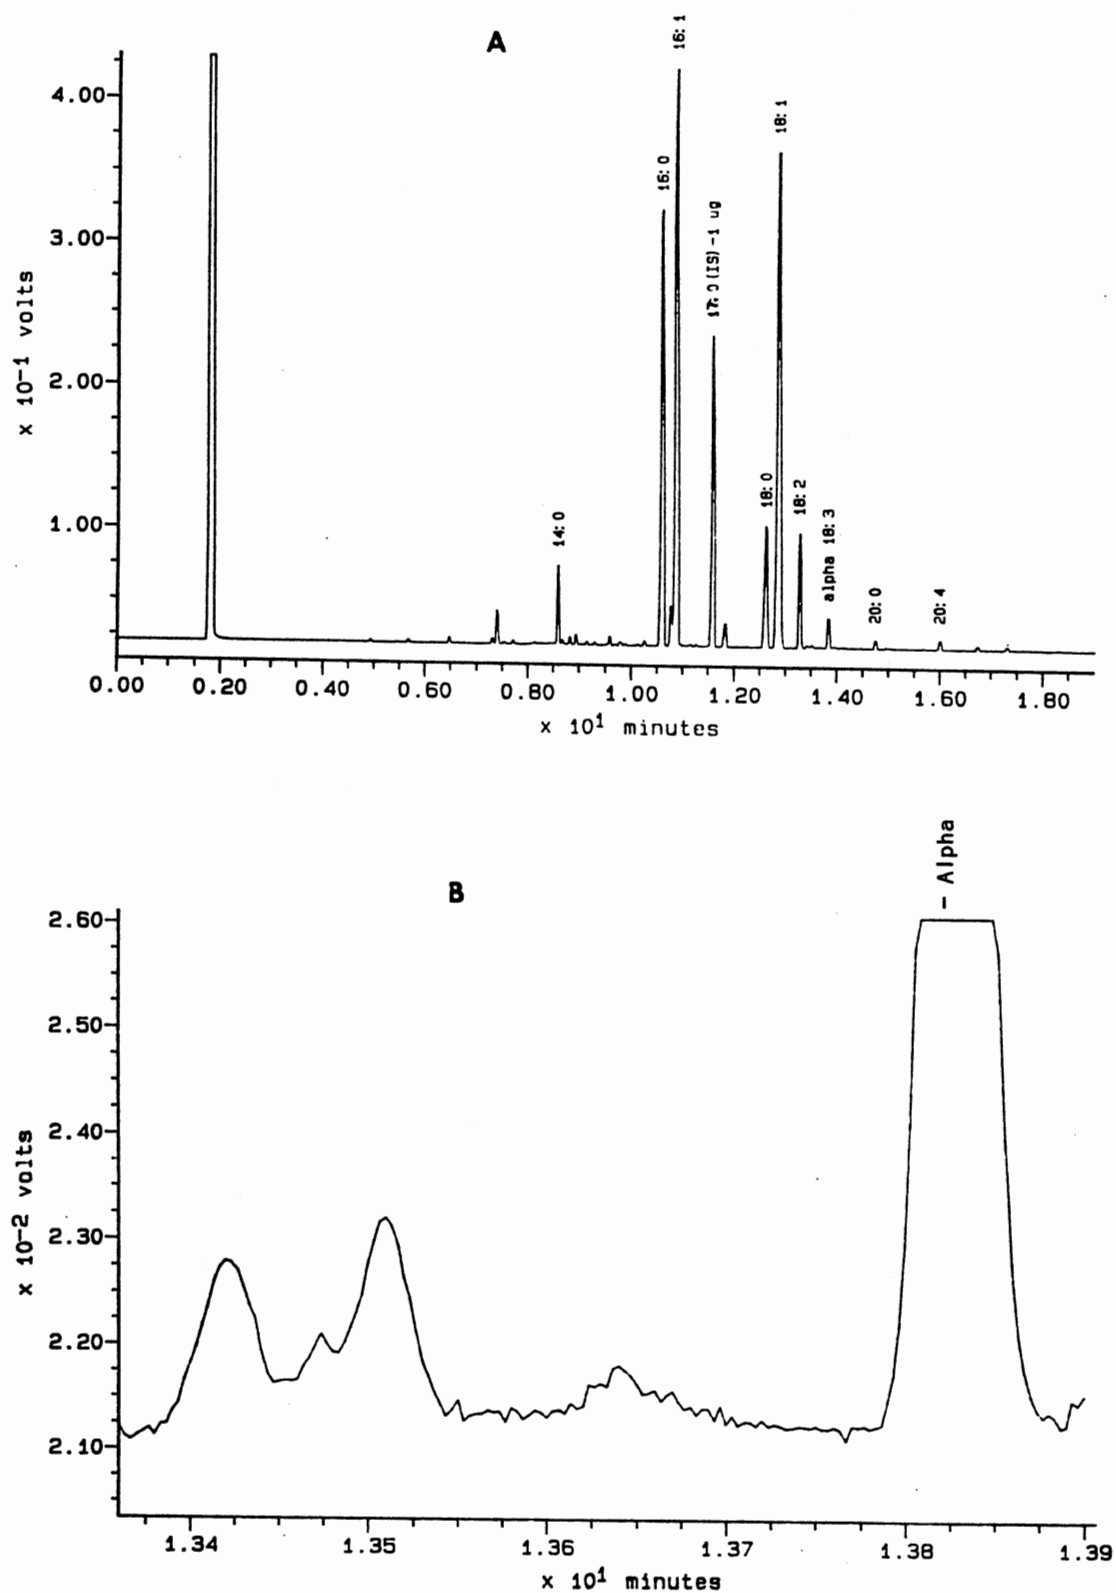 A
16:1
18:1
16:0
17:0(IS)-1 ug
18:0
18:2
14:0
alpha 18:3
20:0
20:4
4.00
3.00
2.00
1.00
x 10-1 volts
0.00 0.20 0.40 0.60 0.80 1.00 1.20 1.40 1.60 1.80
x 101 minutes
B
- Alpha
2.60
2.50
2.40
2.30
2.20
2.10
x 10-2 volts
1.34 1.35 1.36 1.37 1.38 1.39
x 101 minutes